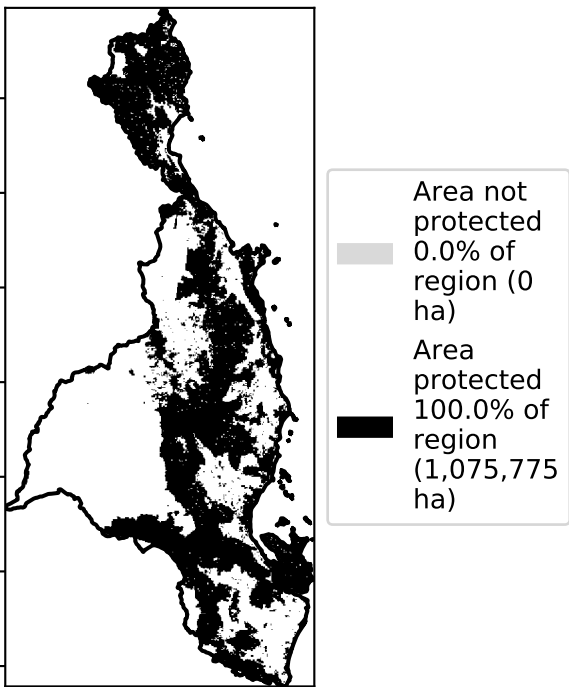 Area not
protected
0.0% of
region (0
ha)
Area
protected
100.0% of
region
(1,075,775
ha)